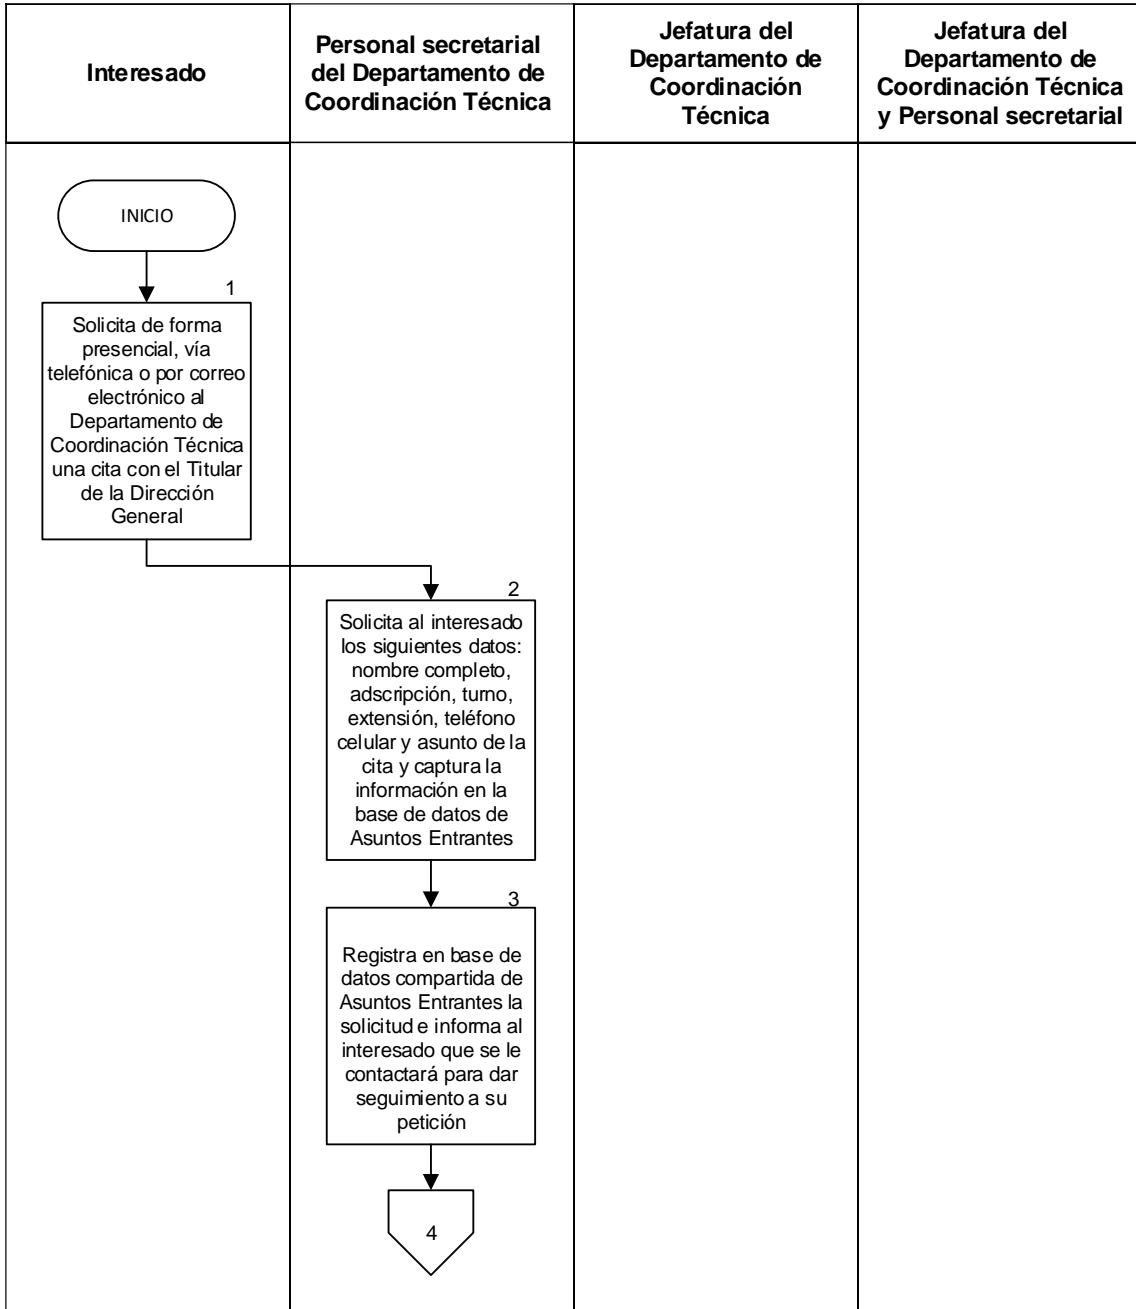 Interesado
Personal secretarial
del Departamento de
Coordinación Técnica
Jefatura del
Departamento de
Coordinación
Técnica
Jefatura del
Departamento de
Coordinación Técnica
y Personal secretarial
INICIO
1
Solicita de forma
presencial, vía
telefónica o por correo
electrónico al
Departamento de
Coordinación Técnica
una cita con el Titular
de la Dirección
General
2
Solicita al interesado
los siguientes datos:
nombre completo,
adscripción, turno,
extensión, teléfono
celular y asunto de la
cita y captura la
información en la
base de datos de
Asuntos Entrantes
3
Registra en base de
datos compartida de
Asuntos Entrantes la
solicitud e informa al
interesado que se le
contactará para dar
seguimiento a su
petición
4